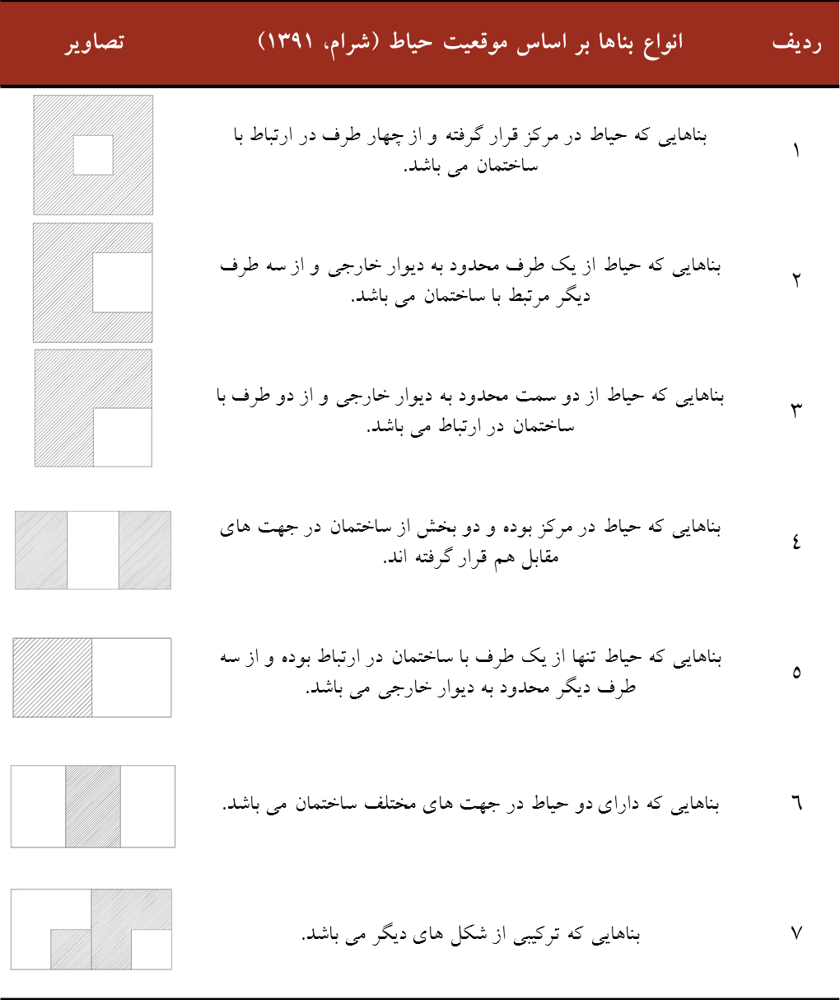 ردیف انواع بناها بر اساس موقعیت حیاط (شرام، ۱۳۹۱) تصاویر
۱ بناهایی که حیاط در مرکز قرار گرفته و از چهار طرف در ارتباط با
ساختمان می باشد.
۲ بناهایی که حیاط از یک طرف محدود به دیوار خارجی و از سه طرف
دیگر مرتبط با ساختمان می باشد.
۳ بناهایی که حیاط از دو سمت محدود به دیوار خارجی و از دو طرف با
ساختمان در ارتباط می باشد.
٤ بناهایی که حیاط در مرکز بوده و دو بخش از ساختمان در جهت های
مقابل هم قرار گرفته اند.
٥ بناهایی که حیاط تنها از یک طرف با ساختمان در ارتباط بوده و از سه
طرف دیگر محدود به دیوار خارجی می باشد.
٦ بناهایی که دارای دو حیاط در جهت های مختلف ساختمان می باشد.
۷ بناهایی که ترکیبی از شکل های دیگر می باشد.